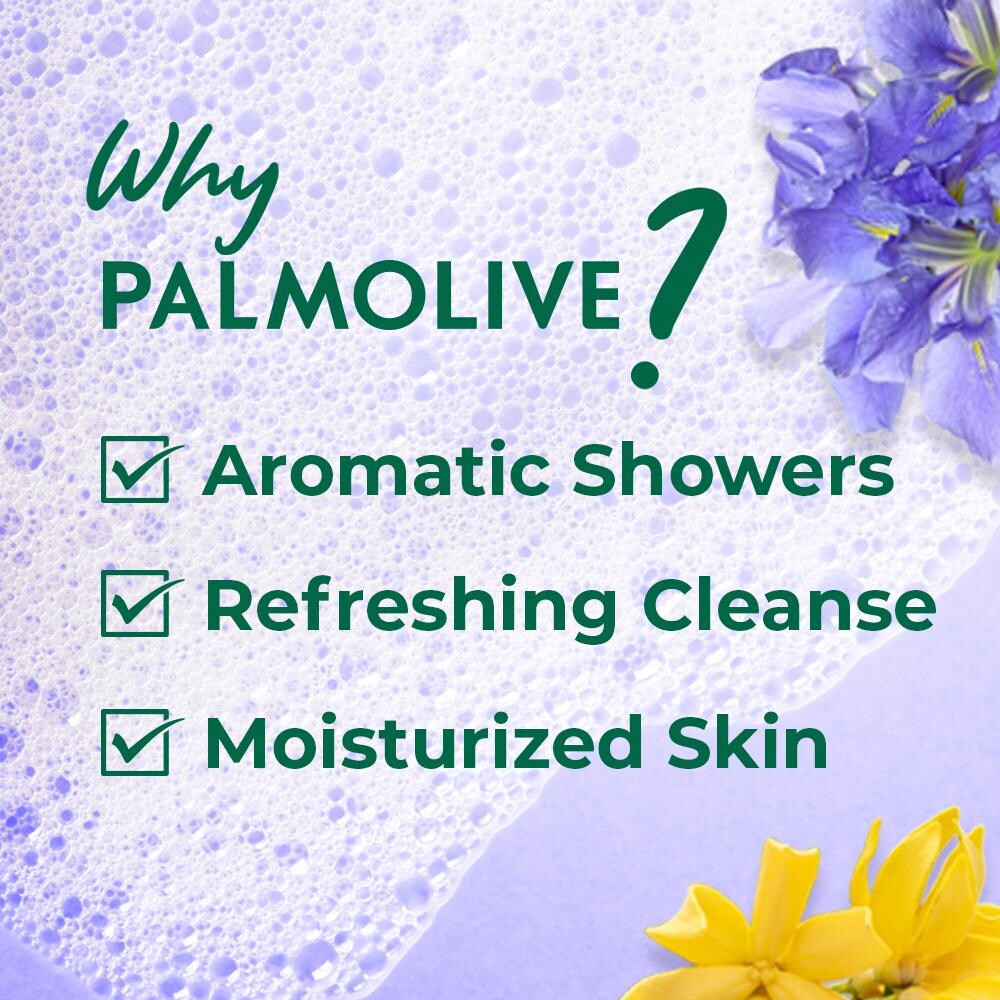 Why
PALMOLIVE?
Aromatic Showers
Refreshing Cleanse
Moisturized Skin